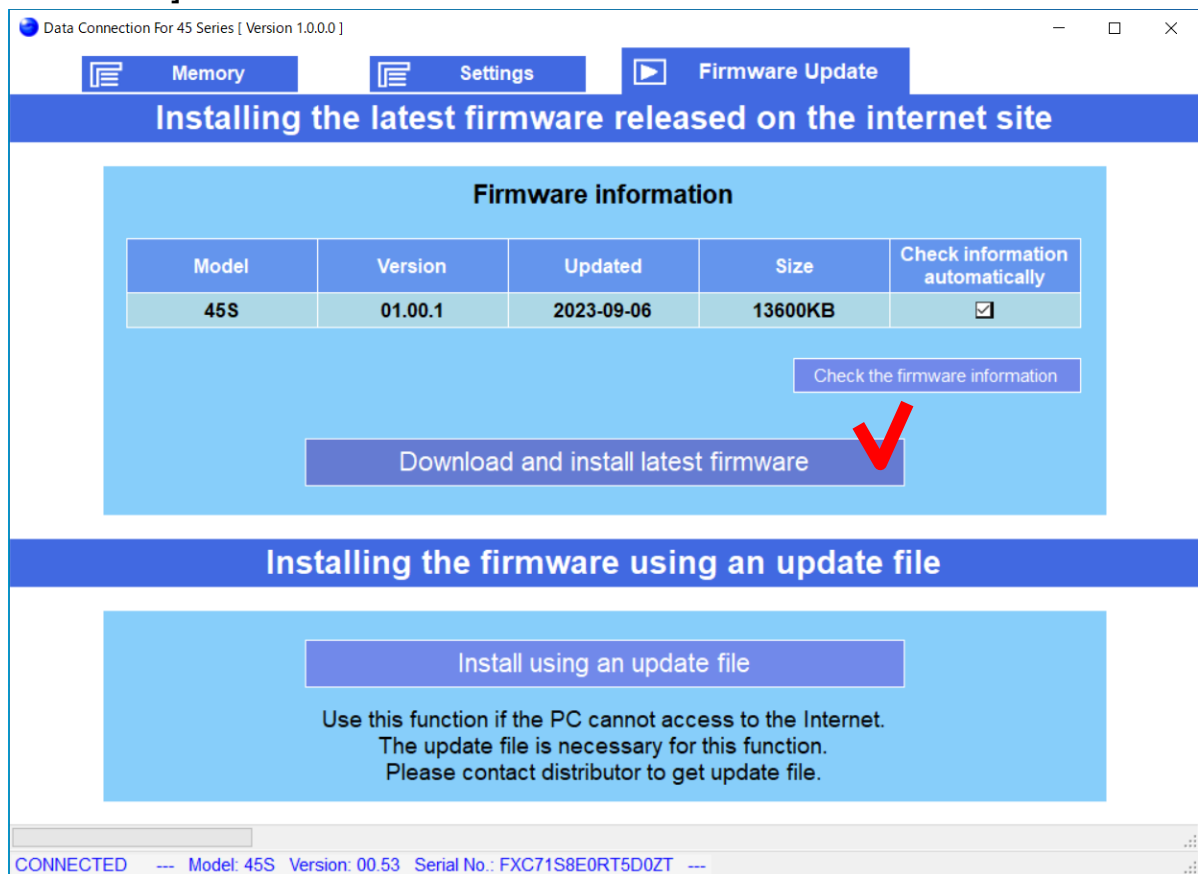 ]
Data Connection For 45 Series [ Version 1.0.0.0 ]
Memory
Settings
Firmware Update
Installing the latest firmware released on the internet site
Firmware information
Model Version Updated Size Check information
automatically
45S 01.00.1 2023-09-06 13600KB
Check the firmware information
Download and install latest firmware
Installing the firmware using an update file
Install using an update file
Use this function if the PC cannot access to the Internet.
The update file is necessary for this function.
Please contact distributor to get update file.
CONNECTED --- Model: 45S Version: 00.53 Serial No.: FXC71S8E0RT5D0ZT ---